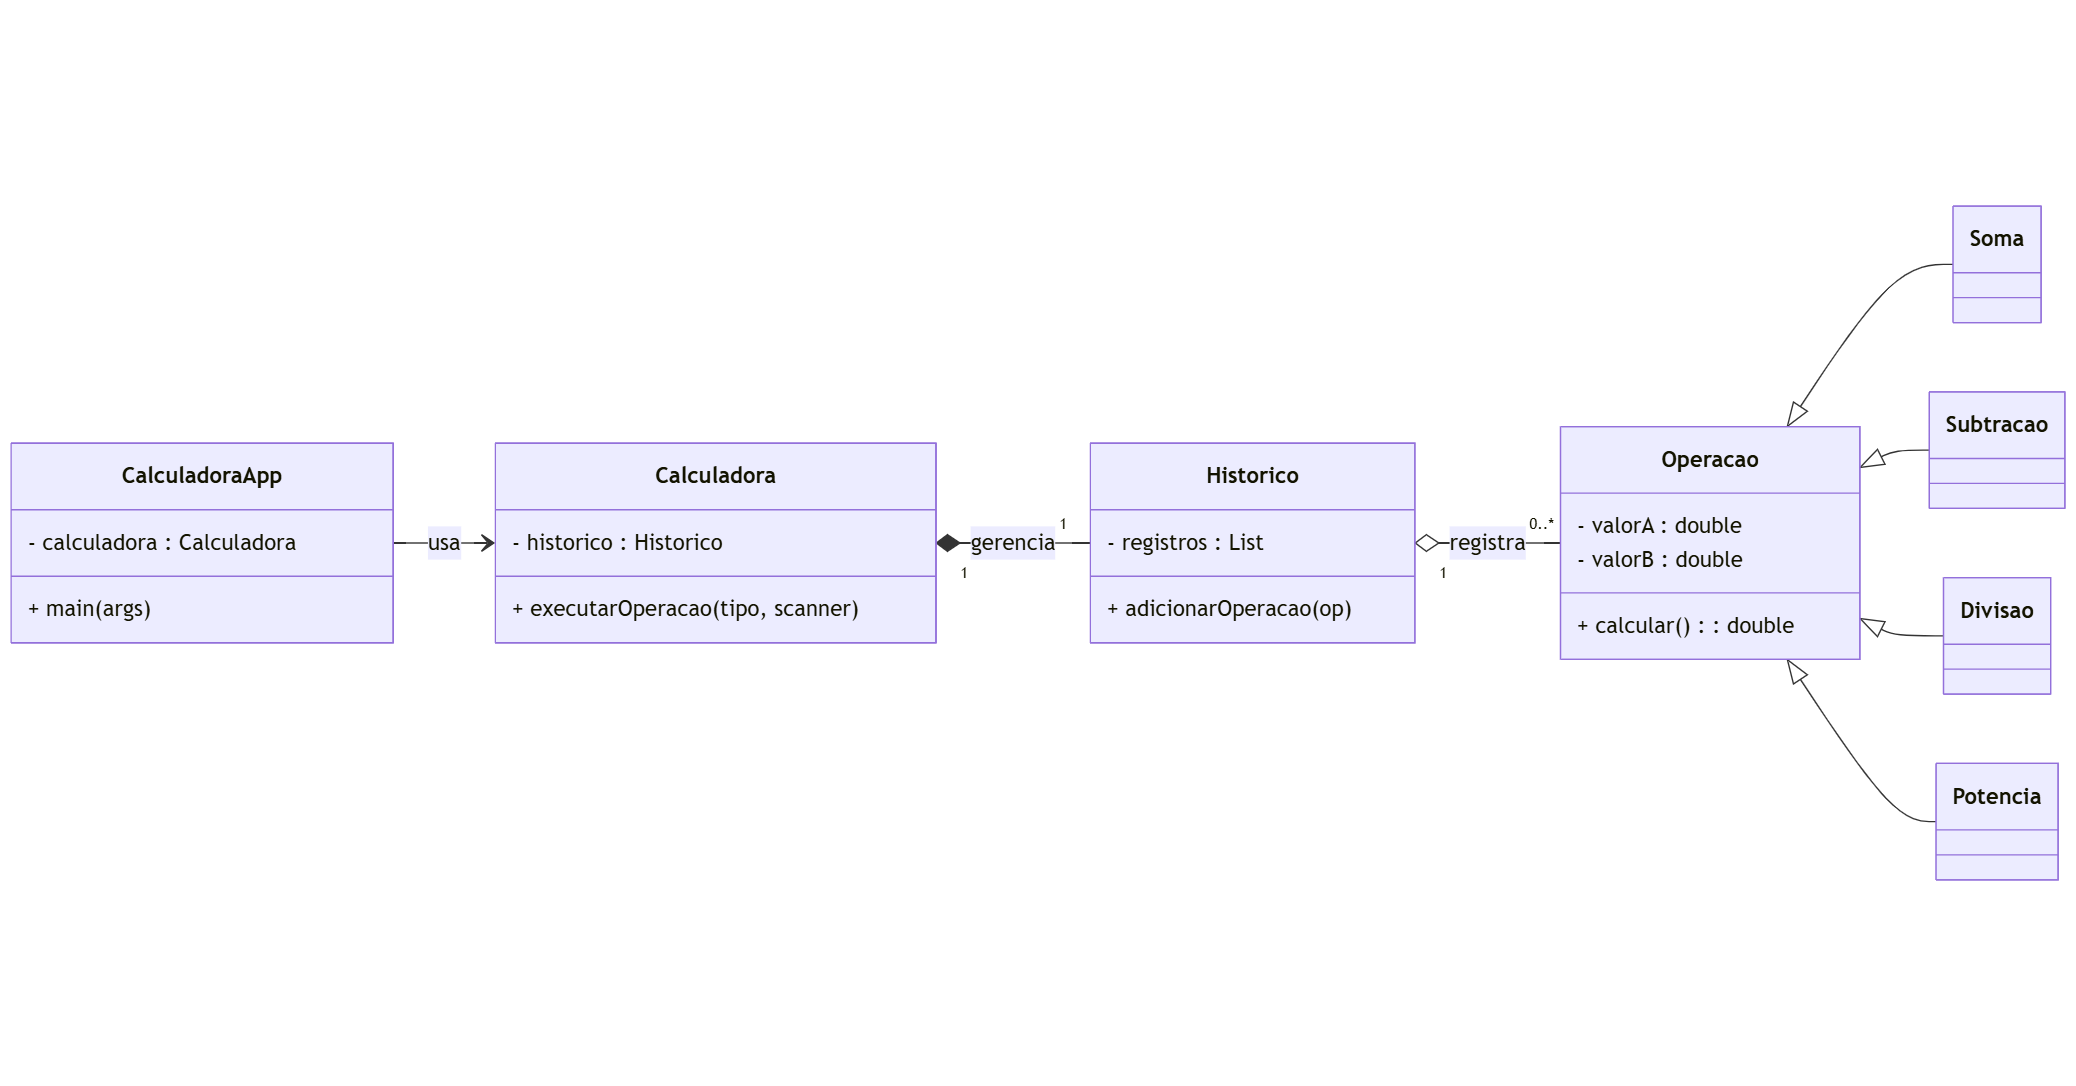 CalculadoraApp
- calculadora : Calculadora
+ main(args)
usa
Calculadora
- historico : Historico
+ executarOperacao(tipo, scanner)
1
gerencia
1
Historico
- registros : List
+ adicionarOperacao(op)
1
registra
0..*
Operacao
- valorA : double
- valorB : double
+ calcular() : : double
Soma
Subtracao
Divisao
Potencia